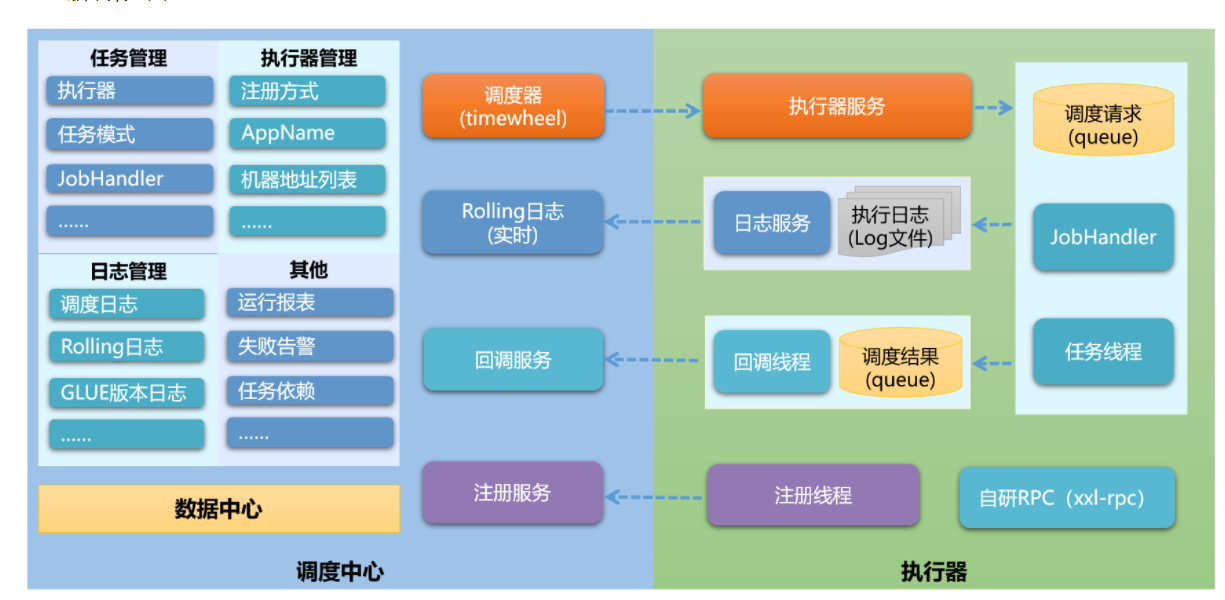 任务管理
执行器
任务模式
JobHandler
......
执行器管理
注册方式
AppName
机器地址列表
......
日志管理
调度日志
Rolling日志
GLUE版本日志
......
其他
运行报表
失败告警
任务依赖
......
数据中心
调度器
(timewheel)
Rolling日志
(实时)
回调服务
注册服务
调度中心
执行器服务
日志服务
执行日志
(Log文件)
回调线程
调度结果
(queue)
注册线程
调度请求
(queue)
JobHandler
任务线程
自研RPC（xxl-rpc）
执行器